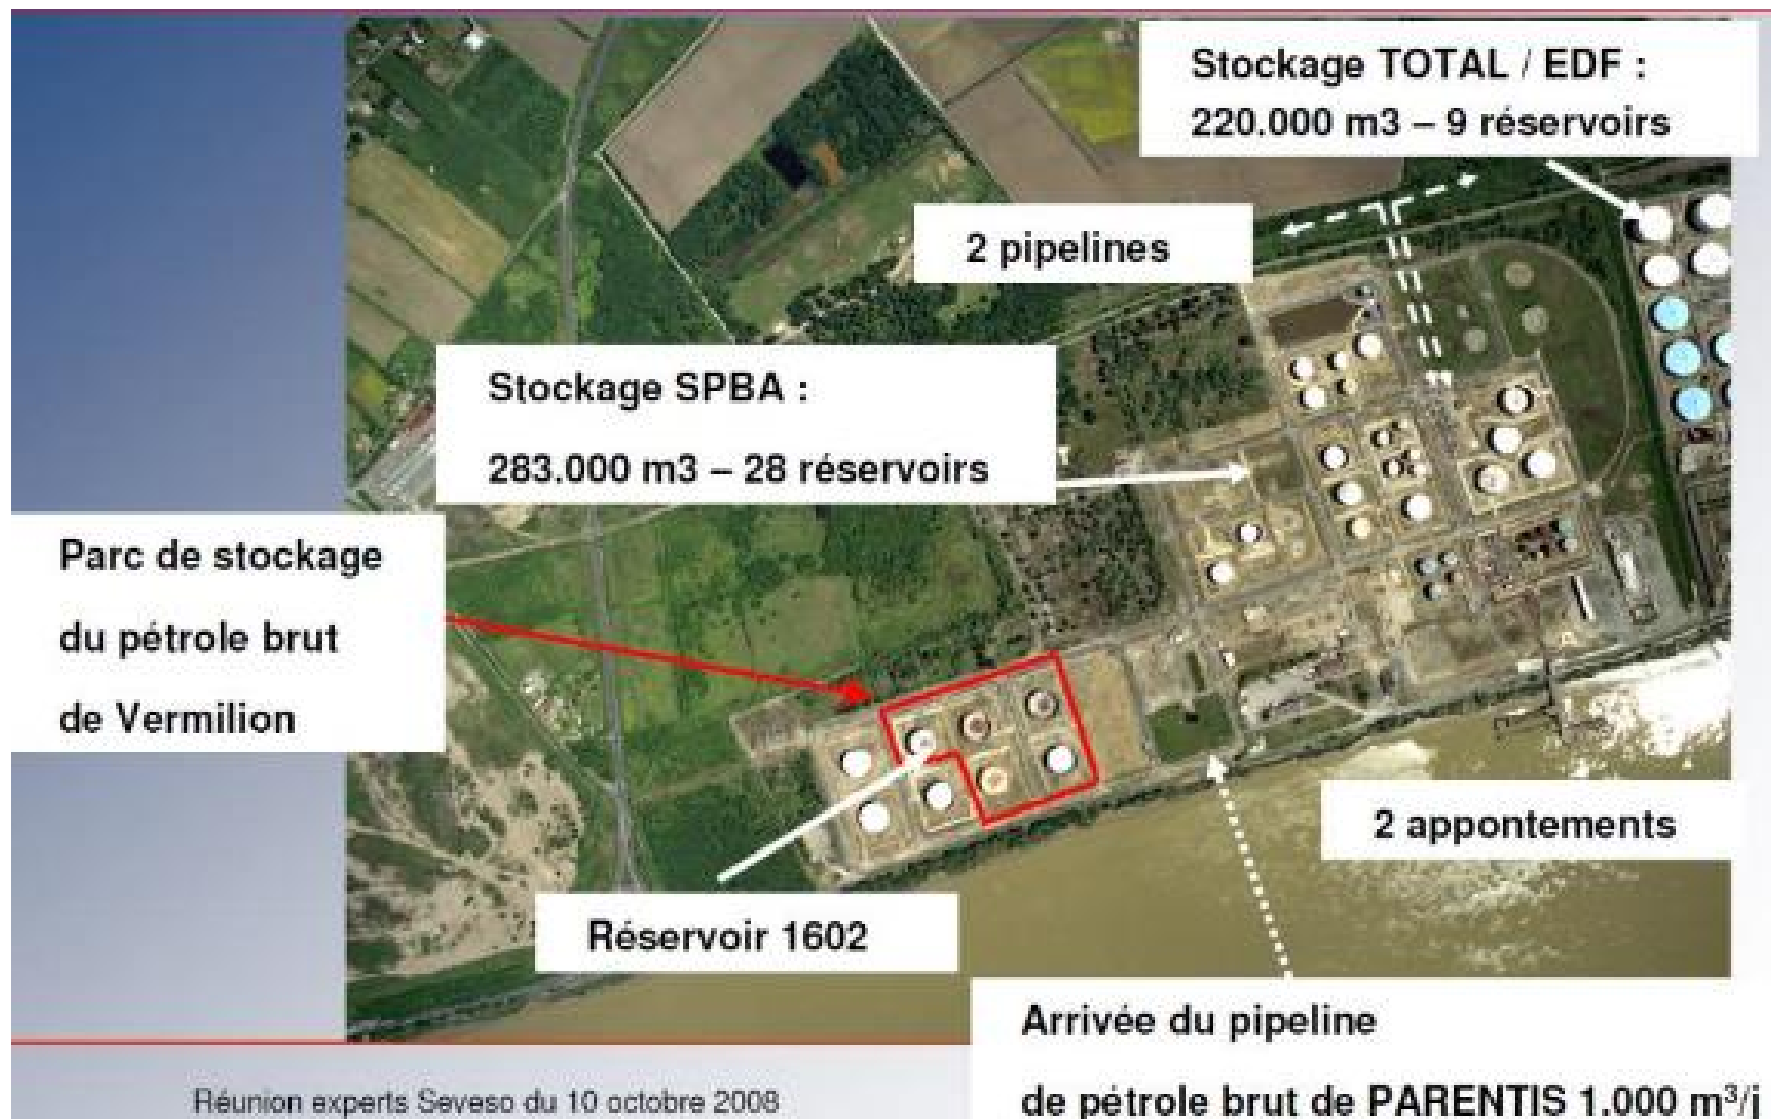 Stockage TOTAL / EDF :
220.000 m3 – 9 réservoirs
2 pipelines
Stockage SPBA :
283.000 m3 – 28 réservoirs
Parc de stockage
du pétrole brut
de Vermilion
2 appontements
Réservoir 1602
Arrivée du pipeline
de pétrole brut de PARENTIS 1.000 m³/j
Réunion experts Seveso du 10 octobre 2008